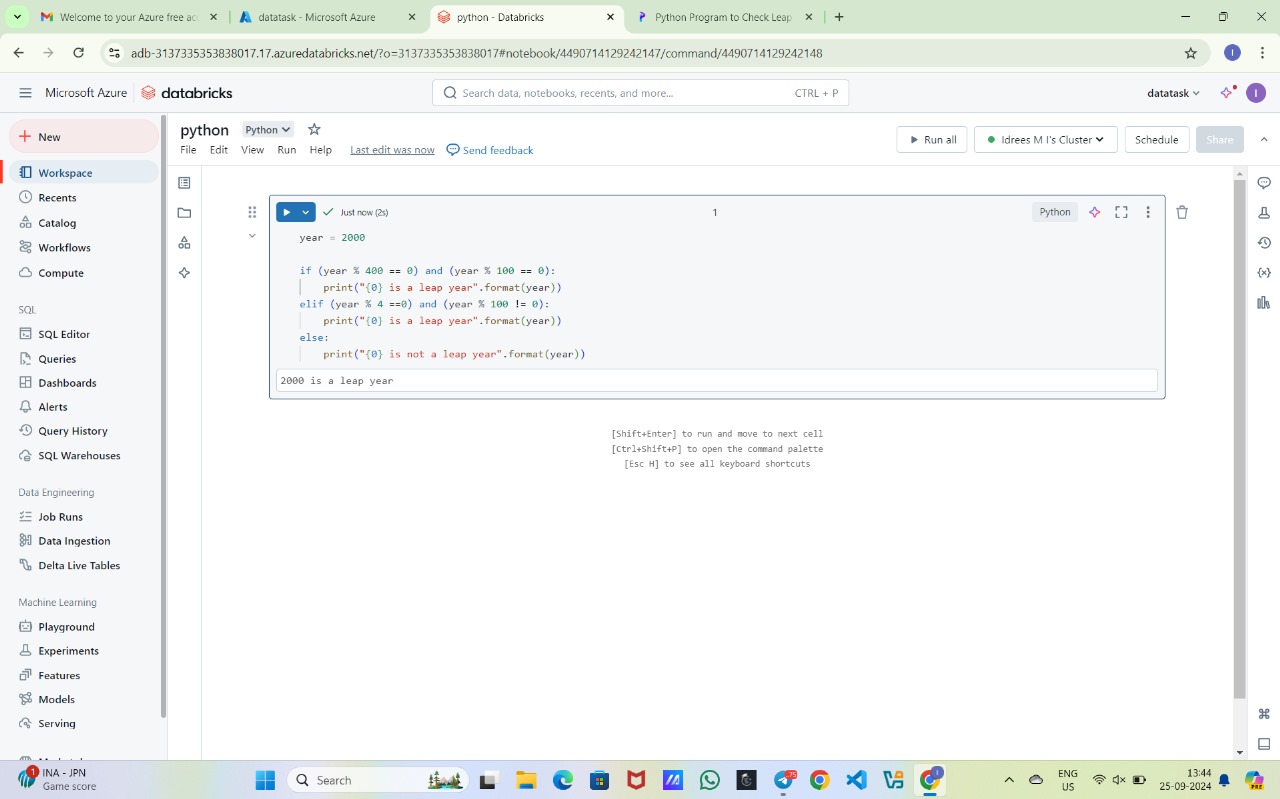 Welcome to your Azure free acc
datatask - Microsoft Azure
python - Databricks
Python Program to Check Leap
adb-3137335353838017.17.azuredatabricks.net/?o=3137335353838017#notebook/4490714129242147/command/4490714129242148
Microsoft Azure
databricks
Search data, notebooks, recents, and more...
CTRL + P
datatask
New
Workspace
Recents
Catalog
Workflows
Compute
SQL
SQL Editor
Queries
Dashboards
Alerts
Query History
SQL Warehouses
Data Engineering
Job Runs
Data Ingestion
Delta Live Tables
Machine Learning
Playground
Experiments
Features
Models
Serving
python
Python
File Edit View Run Help Last edit was now Send feedback
Run all
Idrees M I's Cluster
Schedule
Share
Just now (2s)
1
Python
year = 2000
if (year % 400 == 0) and (year % 100 == 0):
print("{0} is a leap year".format(year))
elif (year % 4 ==0) and (year % 100 != 0):
print("{0} is a leap year".format(year))
else:
print("{0} is not a leap year".format(year))
2000 is a leap year
[Shift+Enter] to run and move to next cell
[Ctrl+Shift+P] to open the command palette
[Esc H] to see all keyboard shortcuts
1
INA - JPN
Game score
Search
75
ENG
US
13:44
25-09-2024
PRE